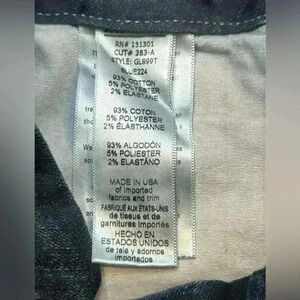 RN# 151301
CUT# 383-A
STYLE: GL899T
BLUE224
93% COTTON
5% POLYESTER
2% ELASTANE
93% COTON
5% POLYESTER
2% ÉLASTHANNE
93% ALGODÓN
5% POLIESTER
2% ELASTÁNO
MADE IN USA
of imported
fabrics and trim
FABRIQUÉ AUX ÉTATS-UNIS
de tissus et de
garnitures importés
HECHO EN
ESTADOS UNIDOS
de tela y adornos
importados